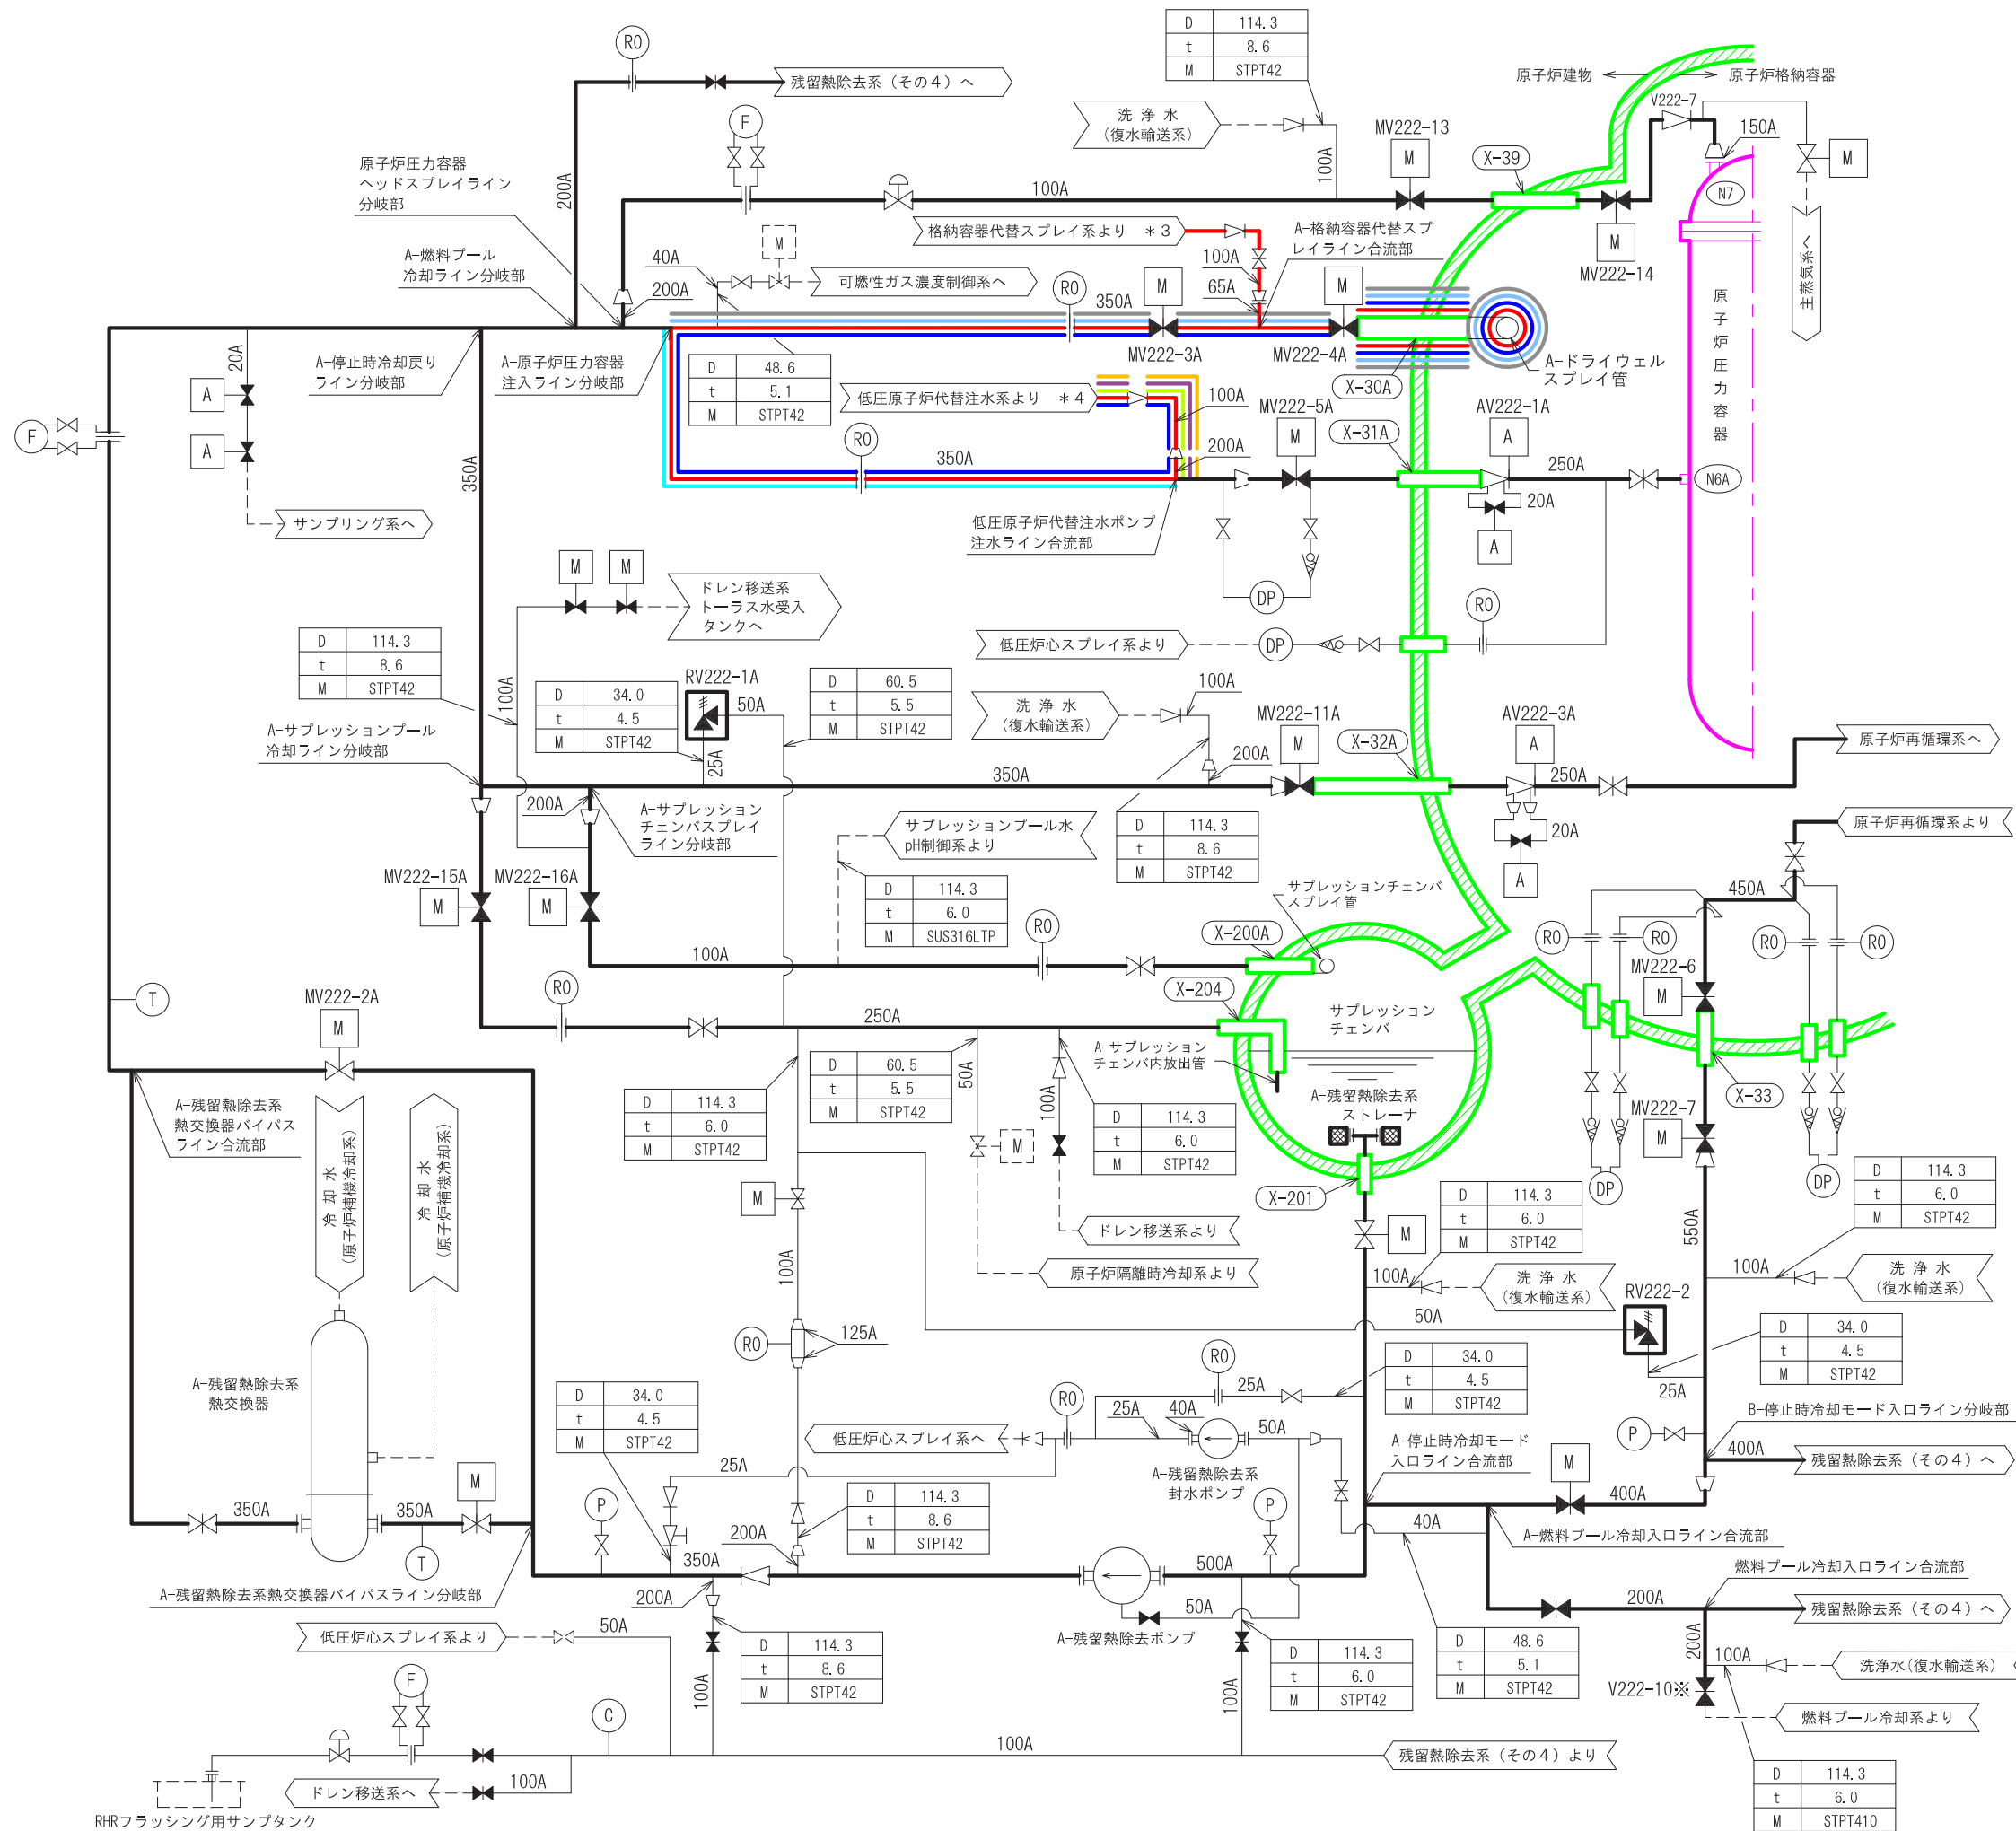 D 114.3
t 8.6
M STPT42
RO
残留熱除去系（その４）へ
原子炉建物
原子炉格納容器
V222-7
150A
洗 浄 水
(復水輸送系)
100A
MV222-13
M
X-39
M
N7
F
原子炉圧力容器
ヘッドスプレイライン
分岐部
200A
100A
M
MV222-14
主蒸気系へ
格納容器代替スプレイ系より ＊３
A-格納容器代替スプ
レイライン合流部
A-燃料プール
冷却ライン分岐部
M
40A
可燃性ガス濃度制御系へ
100A
65A
200A
RO
350A
M
M
MV222-3A
MV222-4A
X-30A
A-ドライウェル
スプレイ管
原子炉圧力容器
20A
A
A
A-停止時冷却戻り
ライン分岐部
A-原子炉圧力容器
注入ライン分岐部
D 48.6
t 5.1
M STPT42
低圧原子炉代替注水系より ＊４
100A
MV222-5A
M
X-31A
AV222-1A
A
F
350A
RO
350A
200A
250A
N6A
20A
A
サンプリング系へ
低圧原子炉代替注水ポンプ
注水ライン合流部
M
M
ドレン移送系
トーラス水受入
タンクへ
DP
RO
低圧炉心スプレイ系より
DP
D 114.3
t 8.6
M STPT42
100A
RV222-1A
50A
D 34.0
t 4.5
M STPT42
D 60.5
t 5.5
M STPT42
洗 浄 水
(復水輸送系)
100A
MV222-11A
M
X-32A
AV222-3A
A
原子炉再循環系へ
A-サプレッションプール
冷却ライン分岐部
25A
350A
200A
250A
200A
A-サプレッション
チェンバスプレイ
ライン分岐部
サプレッションプール水
pH制御系より
D 114.3
t 8.6
M STPT42
20A
A
原子炉再循環系より
MV222-15A
M
MV222-16A
M
D 114.3
t 6.0
M SUS316LTP
サプレッションチェンバ
スプレイ管
450A
RO
RO
RO
RO
100A
RO
X-200A
MV222-6
M
T
MV222-2A
M
RO
X-204
250A
サプレッション
チェンバ
A-サプレッション
チェンバ内放出管
A-残留熱除去系
ストレーナ
D 114.3
t 6.0
M STPT42
D 60.5
t 5.5
M STPT42
50A
100A
D 114.3
t 6.0
M STPT42
M
X-33
MV222-7
M
A-残留熱除去系
熱交換器バイパス
ライン合流部
冷 却 水
(原子炉補機冷却系)
冷 却 水
(原子炉補機冷却系)
M
X-201
DP
DP
D 114.3
t 6.0
M STPT42
D 114.3
t 6.0
M STPT42
M
ドレン移送系より
原子炉隔離時冷却系より
100A
100A
洗 浄 水
(復水輸送系)
550A
100A
洗 浄 水
(復水輸送系)
RV222-2
50A
D 34.0
t 4.5
M STPT42
RO
125A
25A
A-残留熱除去系
熱交換器
D 34.0
t 4.5
M STPT42
RO
25A
D 34.0
t 4.5
M STPT42
RO
25A
40A
50A
低圧炉心スプレイ系へ
A-残留熱除去系
封水ポンプ
A-停止時冷却モード
入口ライン合流部
P
B-停止時冷却モード入口ライン分岐部
400A
残留熱除去系（その４）へ
25A
M
400A
M
350A
350A
T
P
D 114.3
t 8.6
M STPT42
P
40A
A-燃料プール冷却入口ライン合流部
200A
350A
500A
燃料プール冷却入口ライン合流部
A-残留熱除去系熱交換器バイパスライン分岐部
200A
50A
200A
残留熱除去系（その４）へ
低圧炉心スプレイ系より
50A
A-残留熱除去ポンプ
D 114.3
t 8.6
M STPT42
D 114.3
t 6.0
M STPT42
D 48.6
t 5.1
M STPT42
200A
100A
洗浄水(復水輸送系)
V222-10※
F
C
100A
100A
燃料プール冷却系より
100A
残留熱除去系（その４）より
ドレン移送系へ
100A
RHRフラッシング用サンプタンク
D 114.3
t 6.0
M STPT410